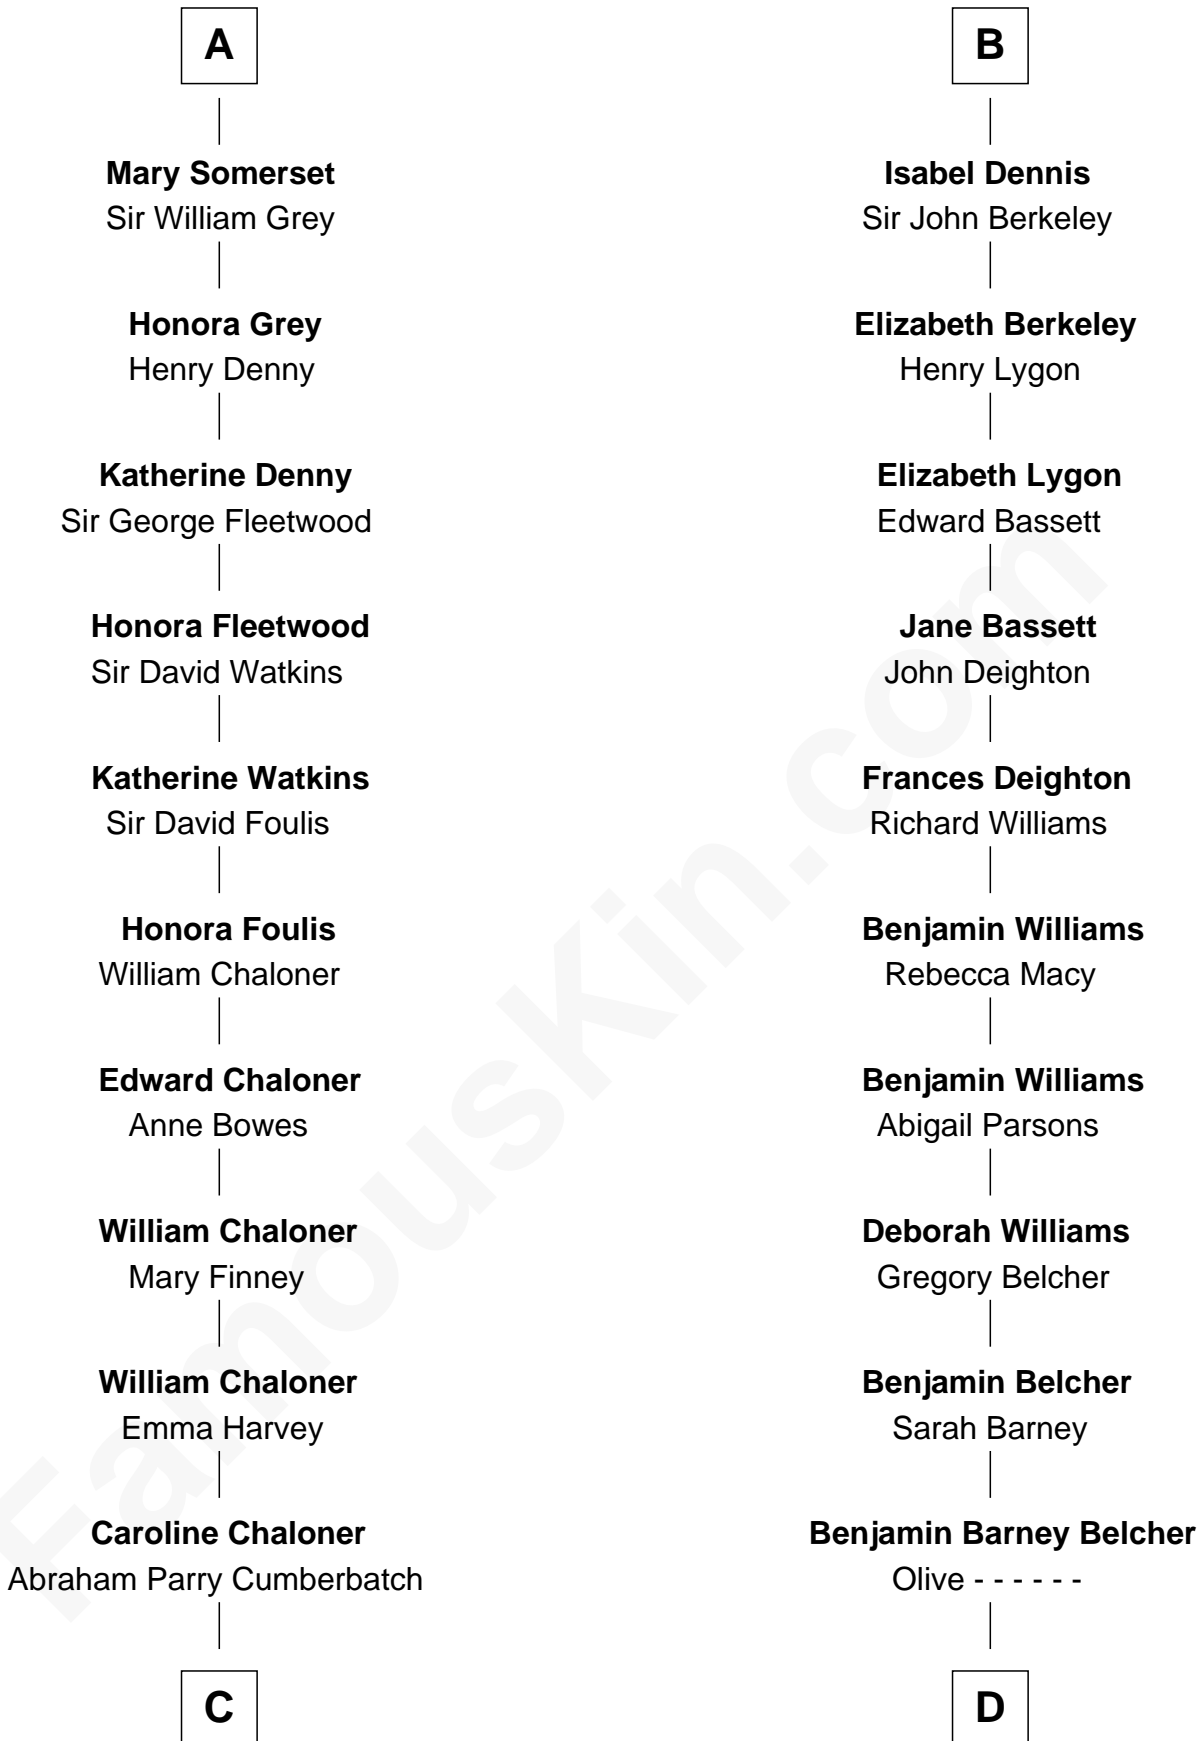 A
Mary Somerset
Sir William Grey
Honora Grey
Henry Denny
Katherine Denny
Sir George Fleetwood
Honora Fleetwood
Sir David Watkins
Katherine Watkins
Sir David Foulis
Honora Foulis
William Chaloner
Edward Chaloner
Anne Bowes
William Chaloner
Mary Finney
William Chaloner
Emma Harvey
Caroline Chaloner
Abraham Parry Cumberbatch
C
B
Isabel Dennis
Sir John Berkeley
Elizabeth Berkeley
Henry Lygon
Elizabeth Lygon
Edward Bassett
Jane Bassett
John Deighton
Frances Deighton
Richard Williams
Benjamin Williams
Rebecca Macy
Benjamin Williams
Abigail Parsons
Deborah Williams
Gregory Belcher
Benjamin Belcher
Sarah Barney
Benjamin Barney Belcher
Olive - - - - - -
D
FamousKin.com